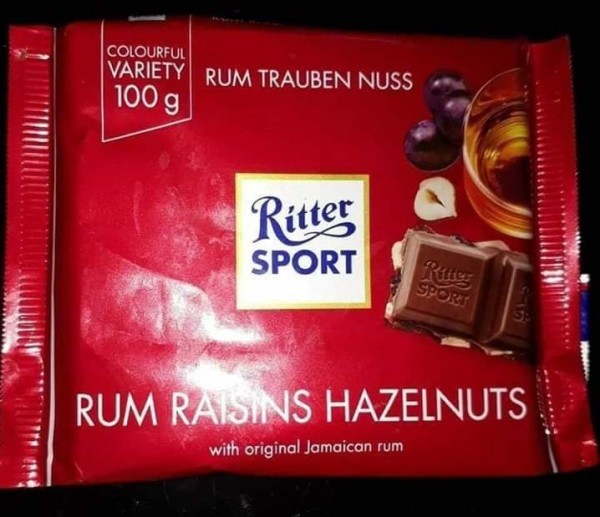 COLOURFUL
VARIETY
100 g
RUM TRAUBEN NUSS
Ritter
SPORT
Ritter
SPORT
RUM RAISINS HAZELNUTS
with original Jamaican rum